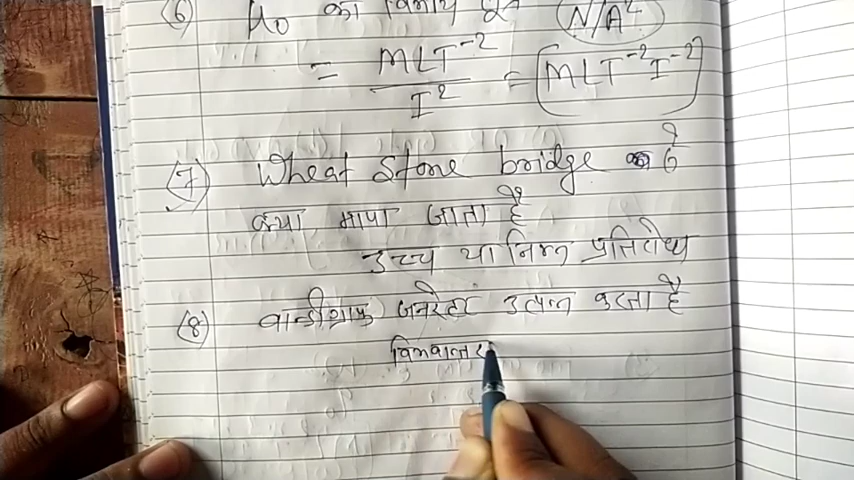 (6) μ₀ का विमीय सूत्र N/A²
= MLT⁻² / I² = [MLT⁻²I⁻²]
(7) Wheat Stone bridge से
क्या मापा जाता है
उच्च या निम्न प्रतिरोध
(8) वान्डीग्राफ जनरेटर उत्पन्न करता है
विभवान्त